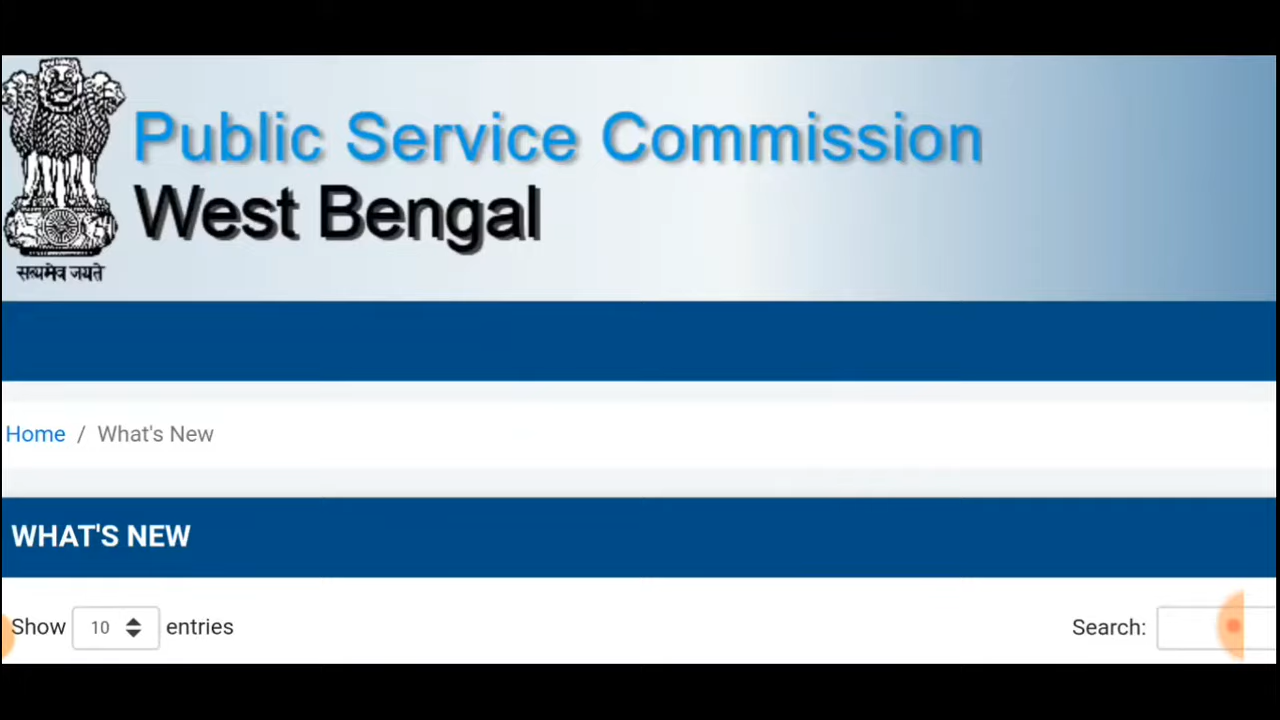 Public Service Commission
West Bengal
सत्यमेव जयते
Home / What's New
WHAT'S NEW
Show 10 entries
Search: